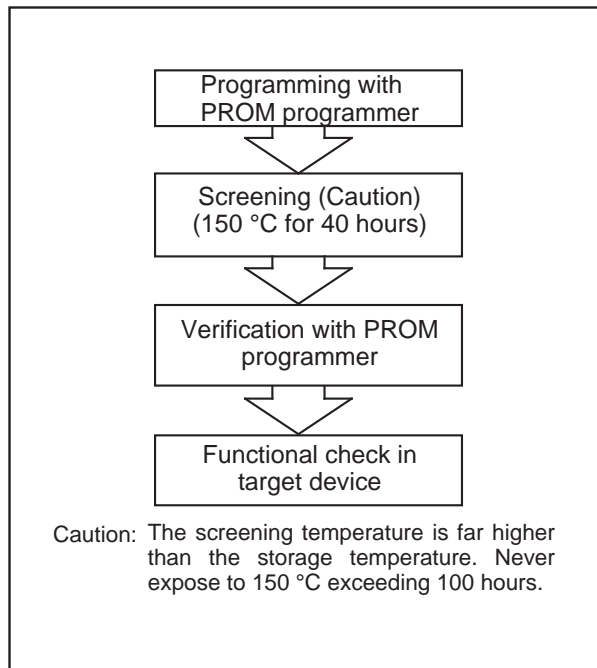 Programming with
PROM programmer
Screening (Caution)
(150 °C for 40 hours)
Verification with PROM
programmer
Functional check in
target device
Caution: The screening temperature is far higher
than the storage temperature. Never
expose to 150 °C exceeding 100 hours.